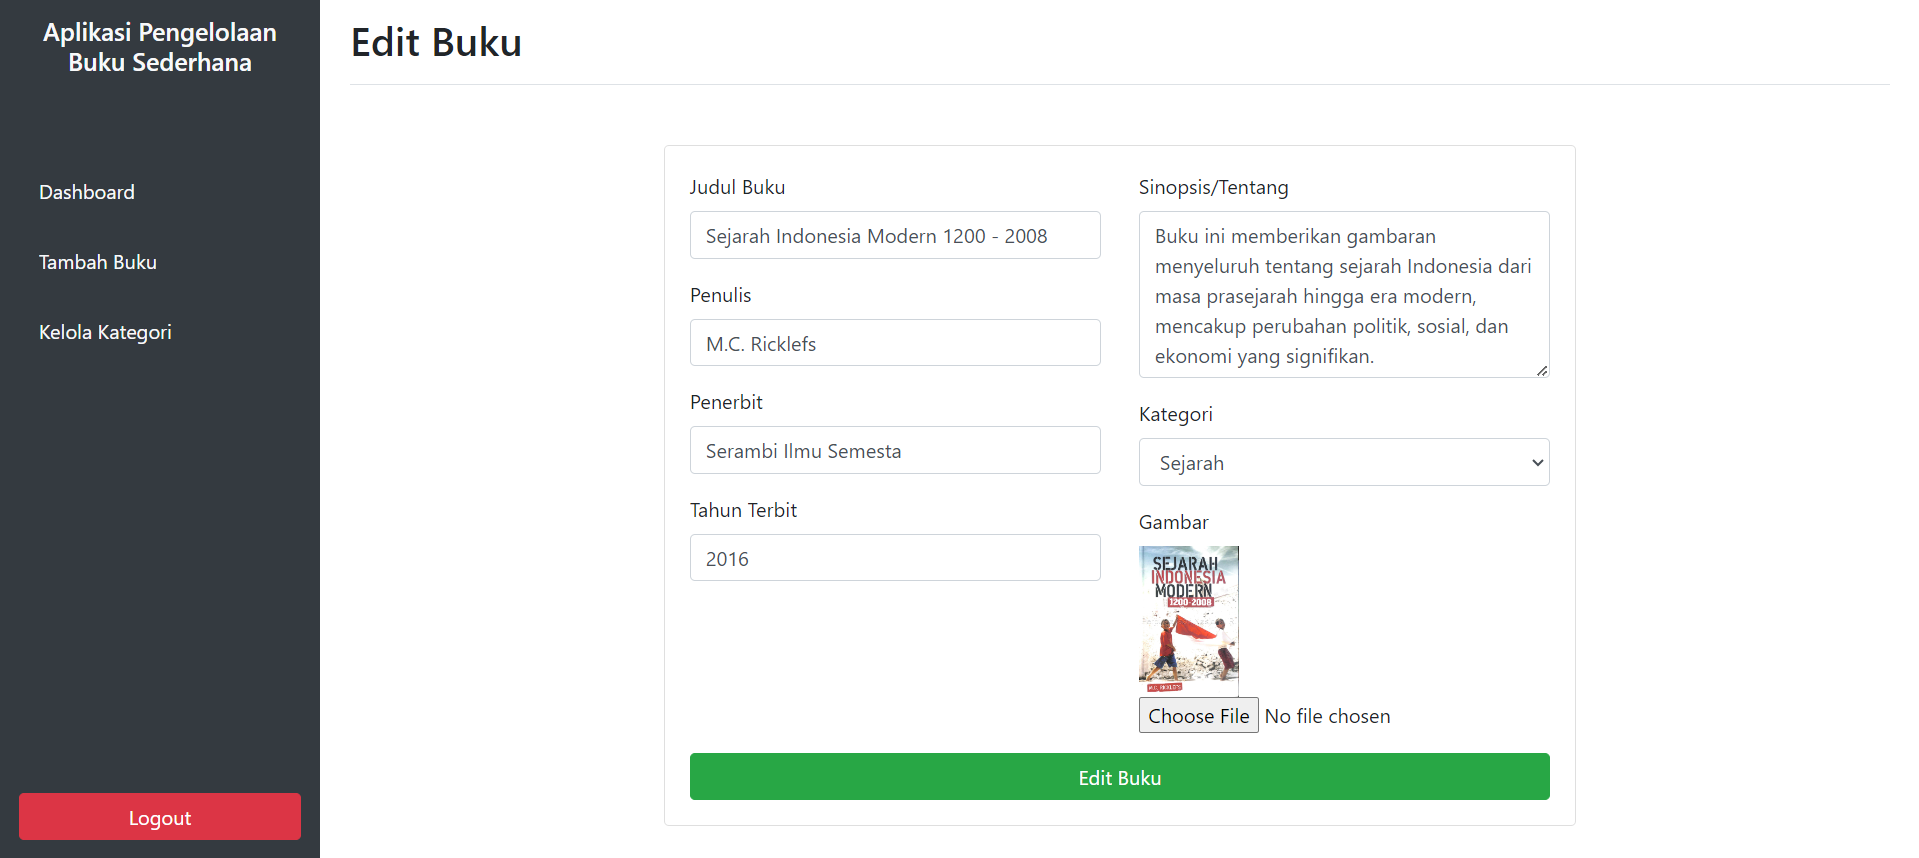 Aplikasi Pengelolaan
Buku Sederhana
Dashboard
Tambah Buku
Kelola Kategori
Logout
Edit Buku
Judul Buku
Sejarah Indonesia Modern 1200 - 2008
Penulis
M.C. Ricklefs
Penerbit
Serambi Ilmu Semesta
Tahun Terbit
2016
Sinopsis/Tentang
Buku ini memberikan gambaran
menyeluruh tentang sejarah Indonesia dari
masa prasejarah hingga era modern,
mencakup perubahan politik, sosial, dan
ekonomi yang signifikan.
Kategori
Sejarah
Gambar
SEJARAH
INDONESIA
MODERN
1200-2008
M.C. RICKLEFS
Choose File No file chosen
Edit Buku